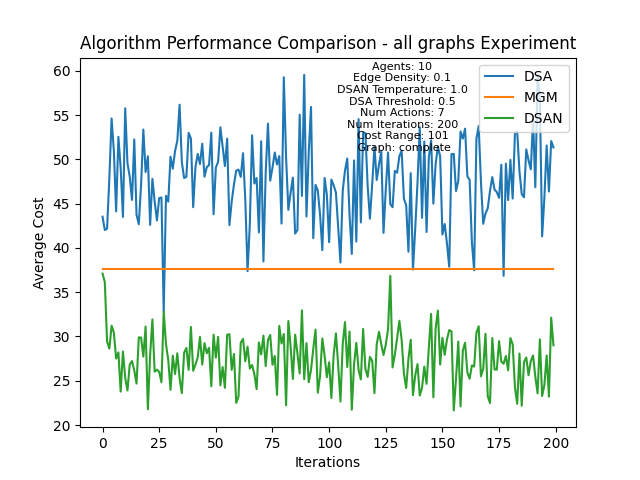 Algorithm Performance Comparison - all graphs Experiment
Agents: 10
Edge Density: 0.1
DSAN Temperature: 1.0
DSA Threshold: 0.5
Num Actions: 7
Num Iterations: 200
Cost Range: 101
Graph: complete
DSA
MGM
DSAN
Average Cost
60
55
50
45
40
35
30
25
20
0
25
50
75
100
125
150
175
200
Iterations